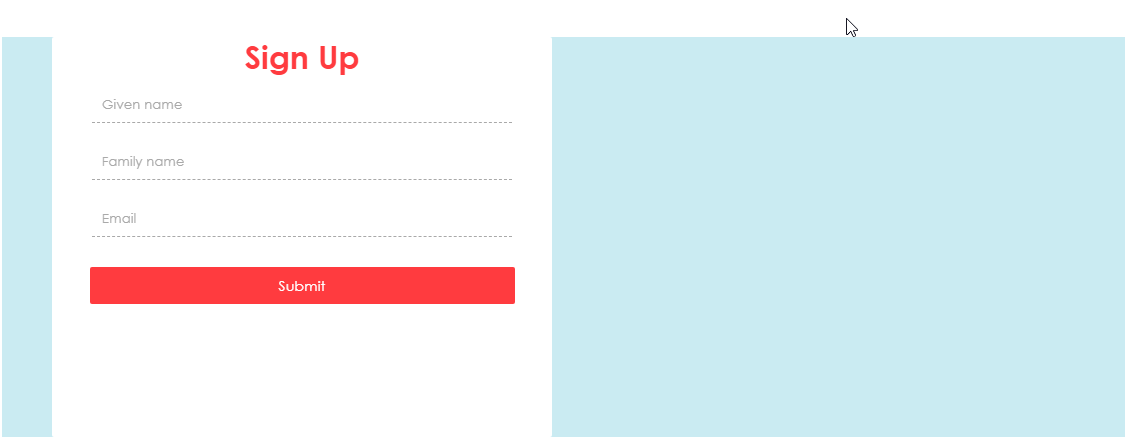 Sign Up
Given name
Family name
Email
Submit